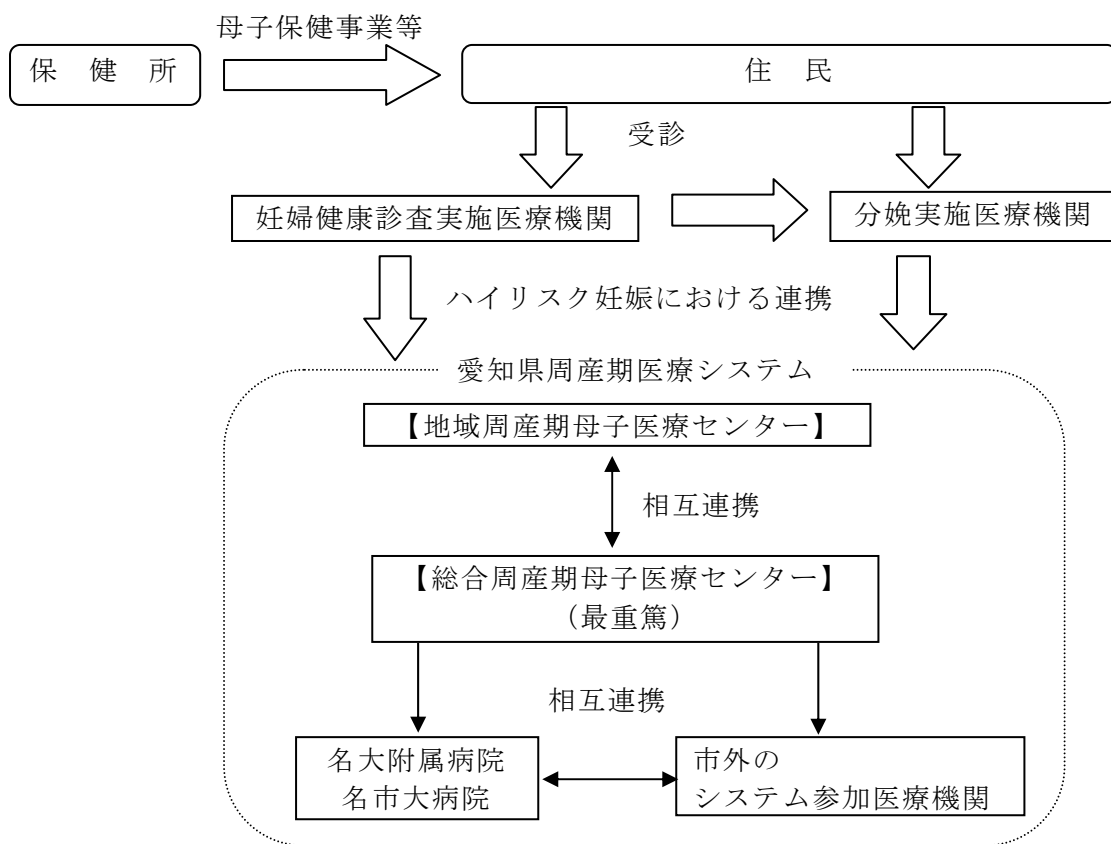 母子保健事業等
保　健　所
住　民
受診
妊婦健康診査実施医療機関
分娩実施医療機関
ハイリスク妊娠における連携
愛知県周産期医療システム
【地域周産期母子医療センター】
相互連携
【総合周産期母子医療センター】
（最重篤）
相互連携
名大附属病院
名市大病院
市外の
システム参加医療機関